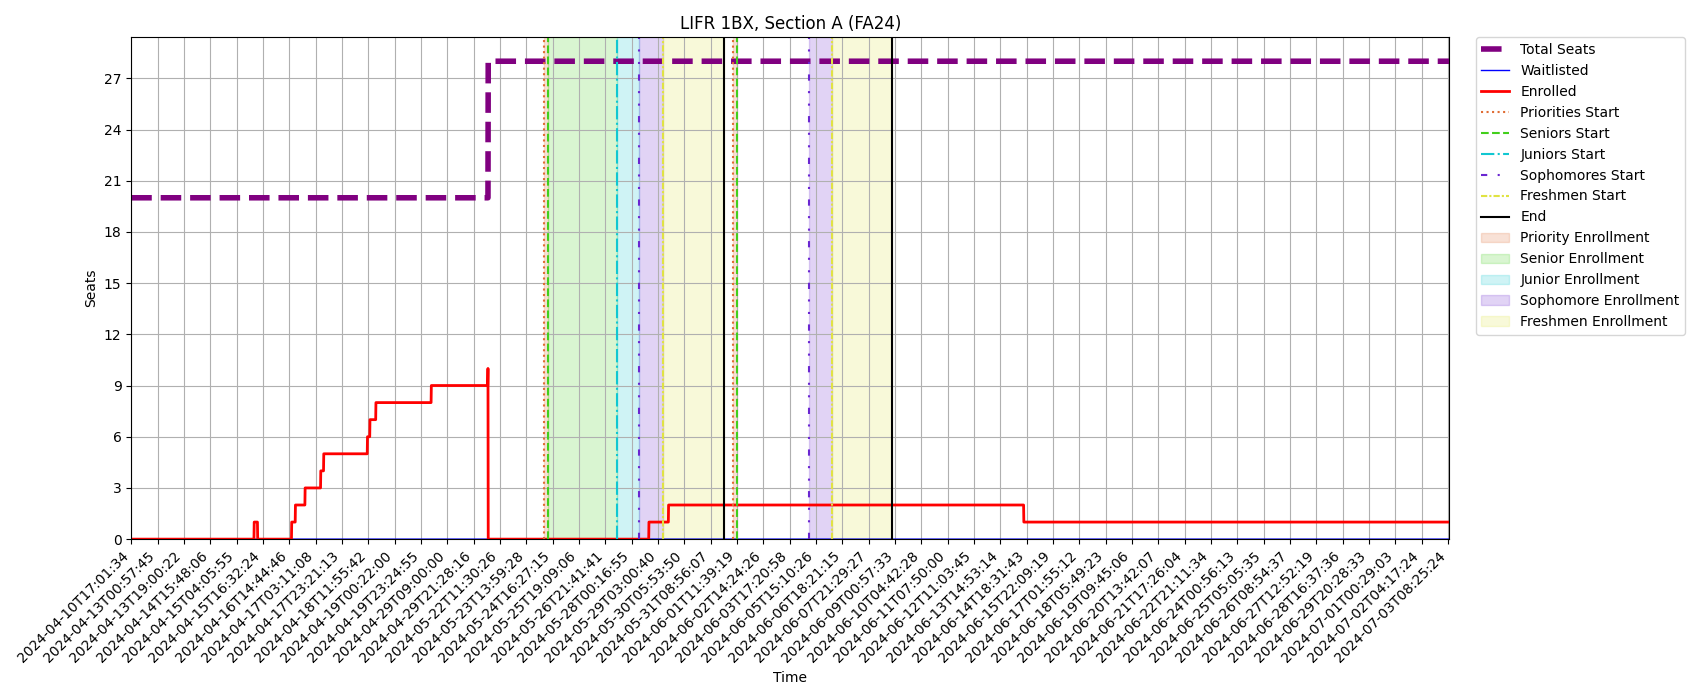 LIFR 1BX, Section A (FA24)
Total Seats
Waitlisted
Enrolled
Priorities Start
Seniors Start
Juniors Start
Sophomores Start
Freshmen Start
End
Priority Enrollment
Senior Enrollment
Junior Enrollment
Sophomore Enrollment
Freshmen Enrollment
Seats
27
24
21
18
15
12
9
6
3
0
2024-04-10T17:01:34
2024-04-13T00:57:45
2024-04-13T19:00:22
2024-04-14T15:48:06
2024-04-15T04:05:55
2024-04-15T16:32:24
2024-04-16T14:44:46
2024-04-17T03:11:08
2024-04-17T23:21:13
2024-04-18T11:55:42
2024-04-19T00:22:00
2024-04-19T23:24:55
2024-04-29T09:00:00
2024-04-29T21:28:16
2024-05-22T11:30:26
2024-05-23T13:59:28
2024-05-24T16:27:15
2024-05-25T19:09:06
2024-05-26T21:41:41
2024-05-28T00:16:55
2024-05-29T03:00:40
2024-05-30T05:53:50
2024-05-31T08:56:07
2024-06-01T11:39:19
2024-06-02T14:24:26
2024-06-03T17:20:58
2024-06-05T15:10:26
2024-06-06T18:21:15
2024-06-07T21:29:27
2024-06-09T00:57:33
2024-06-10T04:42:28
2024-06-11T07:50:00
2024-06-12T11:03:45
2024-06-13T14:53:14
2024-06-14T18:31:43
2024-06-15T22:09:19
2024-06-17T01:55:12
2024-06-18T05:49:23
2024-06-19T09:45:06
2024-06-20T13:42:07
2024-06-21T17:26:04
2024-06-22T21:11:34
2024-06-24T00:56:13
2024-06-25T05:05:35
2024-06-26T08:54:37
2024-06-27T12:52:19
2024-06-28T16:37:36
2024-06-29T20:28:33
2024-07-01T00:29:03
2024-07-02T04:17:24
2024-07-03T08:25:24
Time